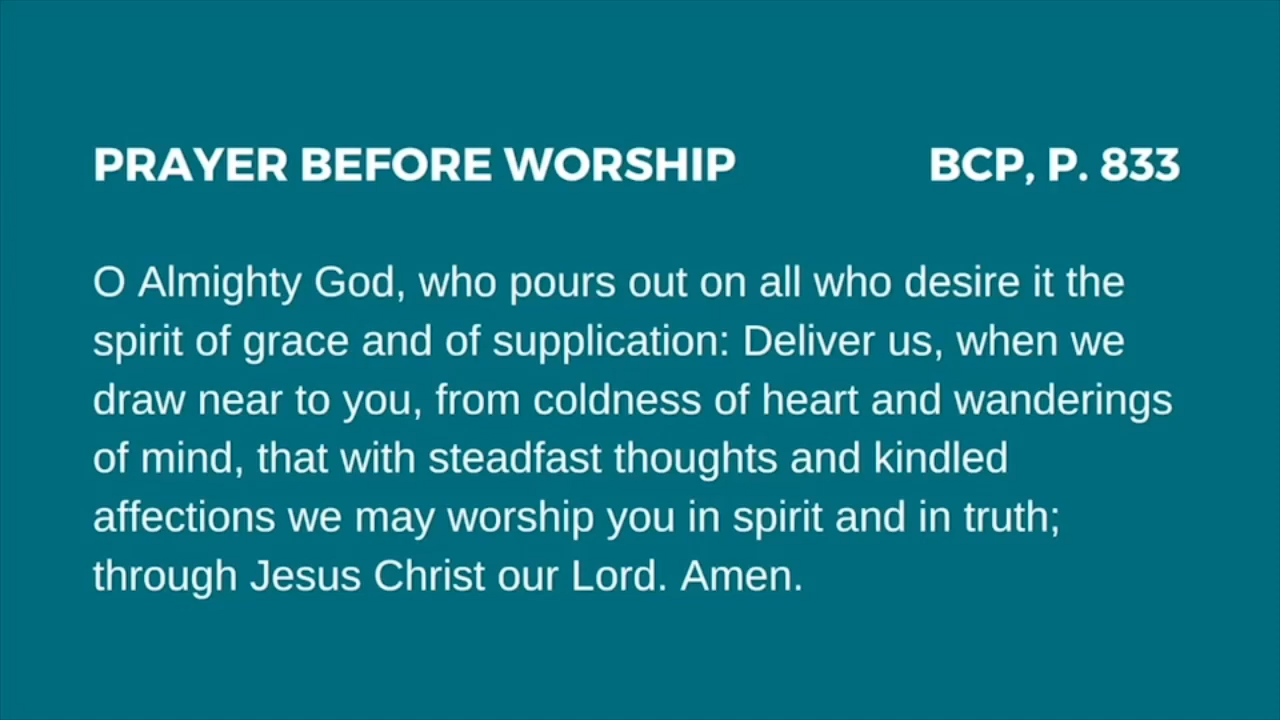 PRAYER BEFORE WORSHIP BCP, P. 833
O Almighty God, who pours out on all who desire it the
spirit of grace and of supplication: Deliver us, when we
draw near to you, from coldness of heart and wanderings
of mind, that with steadfast thoughts and kindled
affections we may worship you in spirit and in truth;
through Jesus Christ our Lord. Amen.